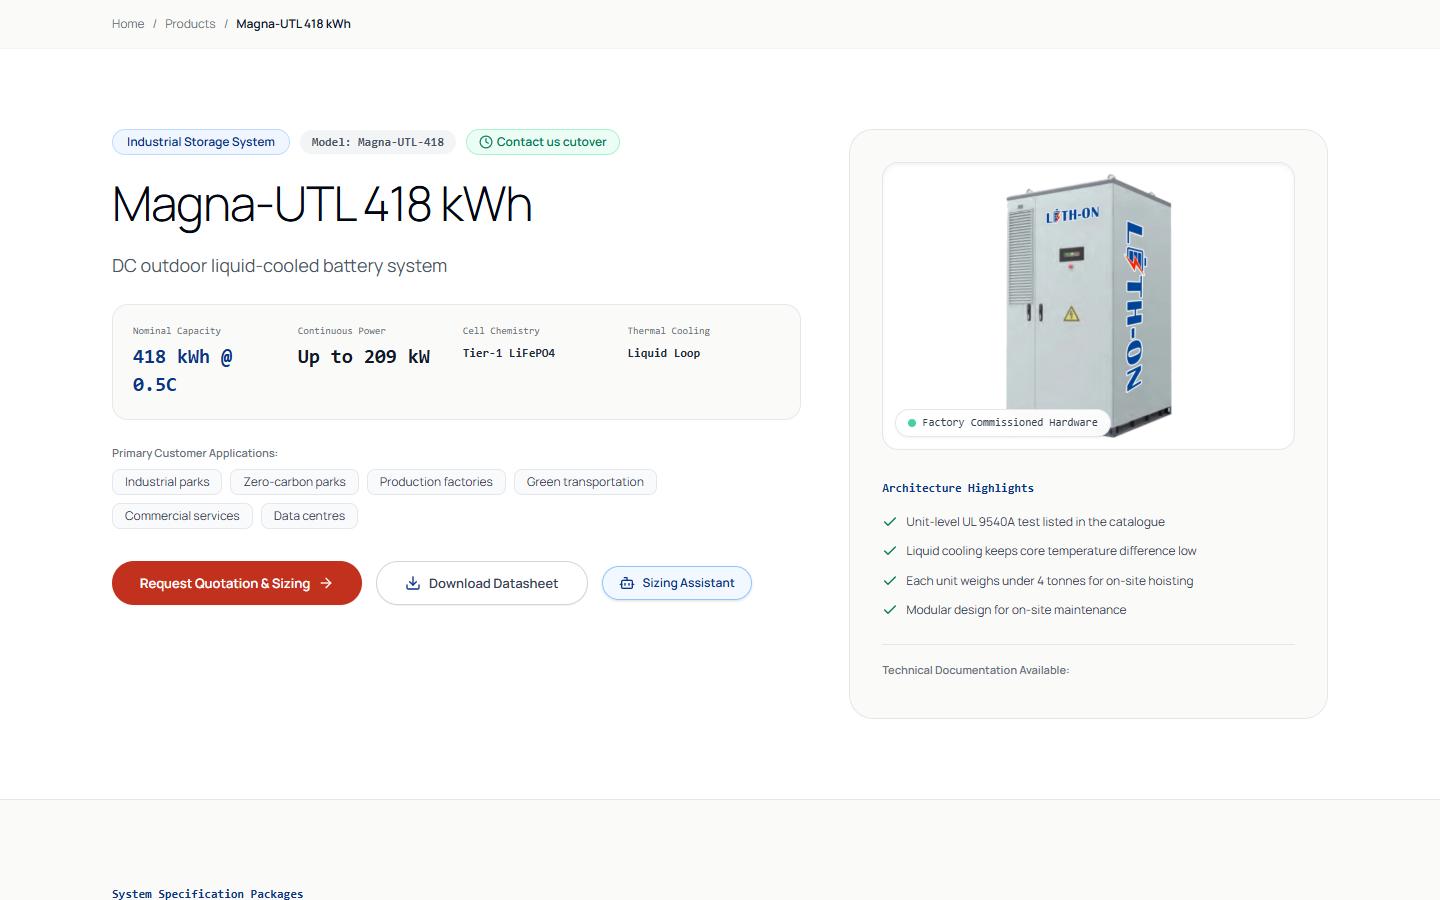 Home / Products / Magna-UTL 418 kWh
Industrial Storage System
Model: Magna-UTL-418
Contact us cutover
Magna-UTL 418 kWh
DC outdoor liquid-cooled battery system
Nominal Capacity
418 kWh @
0.5C
Continuous Power
Up to 209 kW
Cell Chemistry
Tier-1 LiFePO4
Thermal Cooling
Liquid Loop
Primary Customer Applications:
Industrial parks
Zero-carbon parks
Production factories
Green transportation
Commercial services
Data centres
Request Quotation & Sizing
Download Datasheet
Sizing Assistant
LITH-ON
LITH-ON
Factory Commissioned Hardware
Architecture Highlights
Unit-level UL 9540A test listed in the catalogue
Liquid cooling keeps core temperature difference low
Each unit weighs under 4 tonnes for on-site hoisting
Modular design for on-site maintenance
Technical Documentation Available:
System Specification Packages